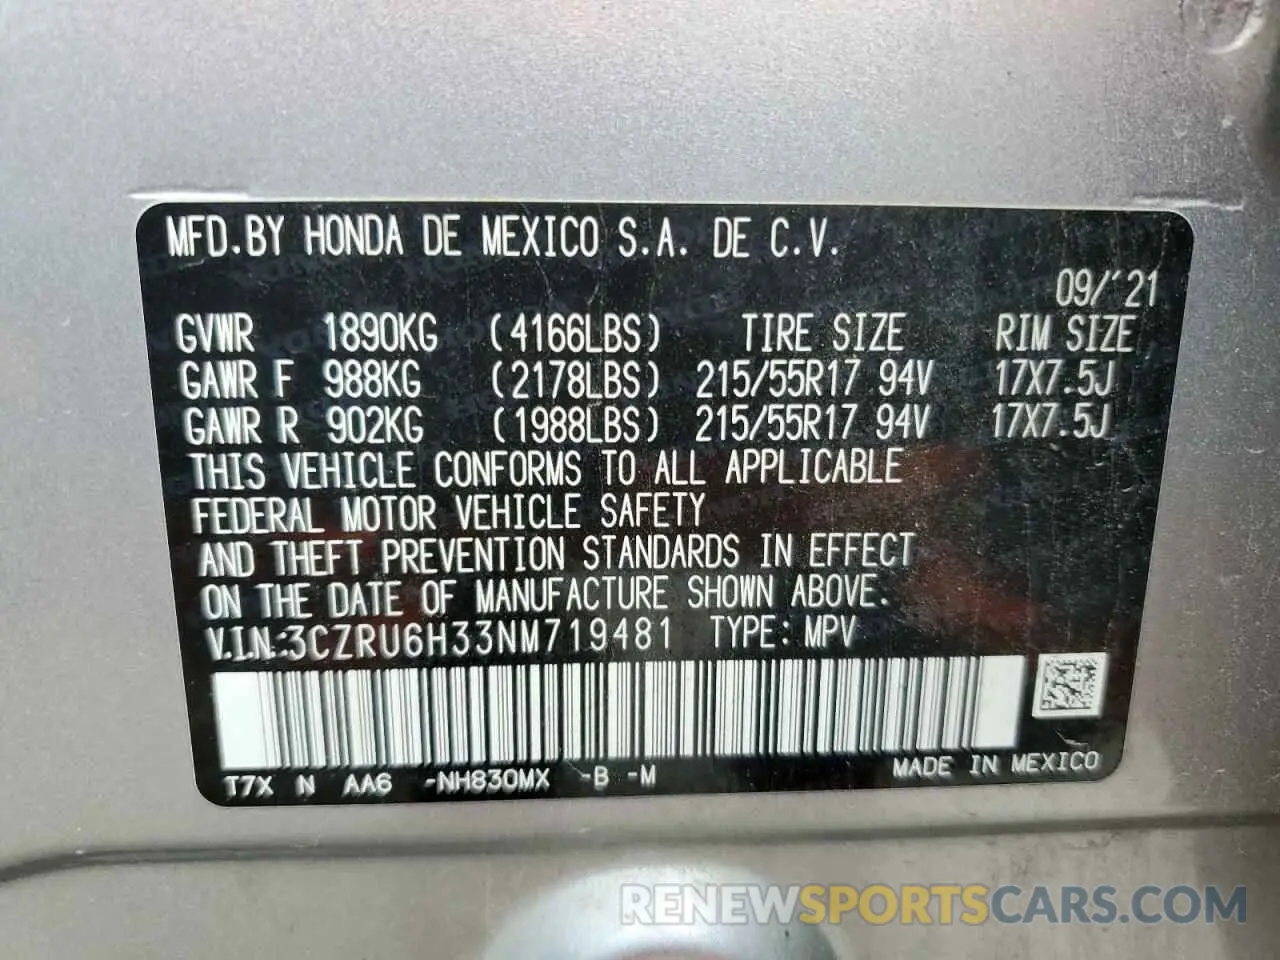 MFD.BY HONDA DE MEXICO S.A. DE C.V.
09/'21
GVWR 1890KG (4166LBS) TIRE SIZE RIM SIZE
GAWR F 988KG (2178LBS) 215/55R17 94V 17X7.5J
GAWR R 902KG (1988LBS) 215/55R17 94V 17X7.5J
THIS VEHICLE CONFORMS TO ALL APPLICABLE
FEDERAL MOTOR VEHICLE SAFETY
AND THEFT PREVENTION STANDARDS IN EFFECT
ON THE DATE OF MANUFACTURE SHOWN ABOVE.
V.I.N.:3CZRU6H33NM719481 TYPE: MPV
T7X N AA6 -NH830MX -B -M MADE IN MEXICO
RENEWSPORTSCARS.COM